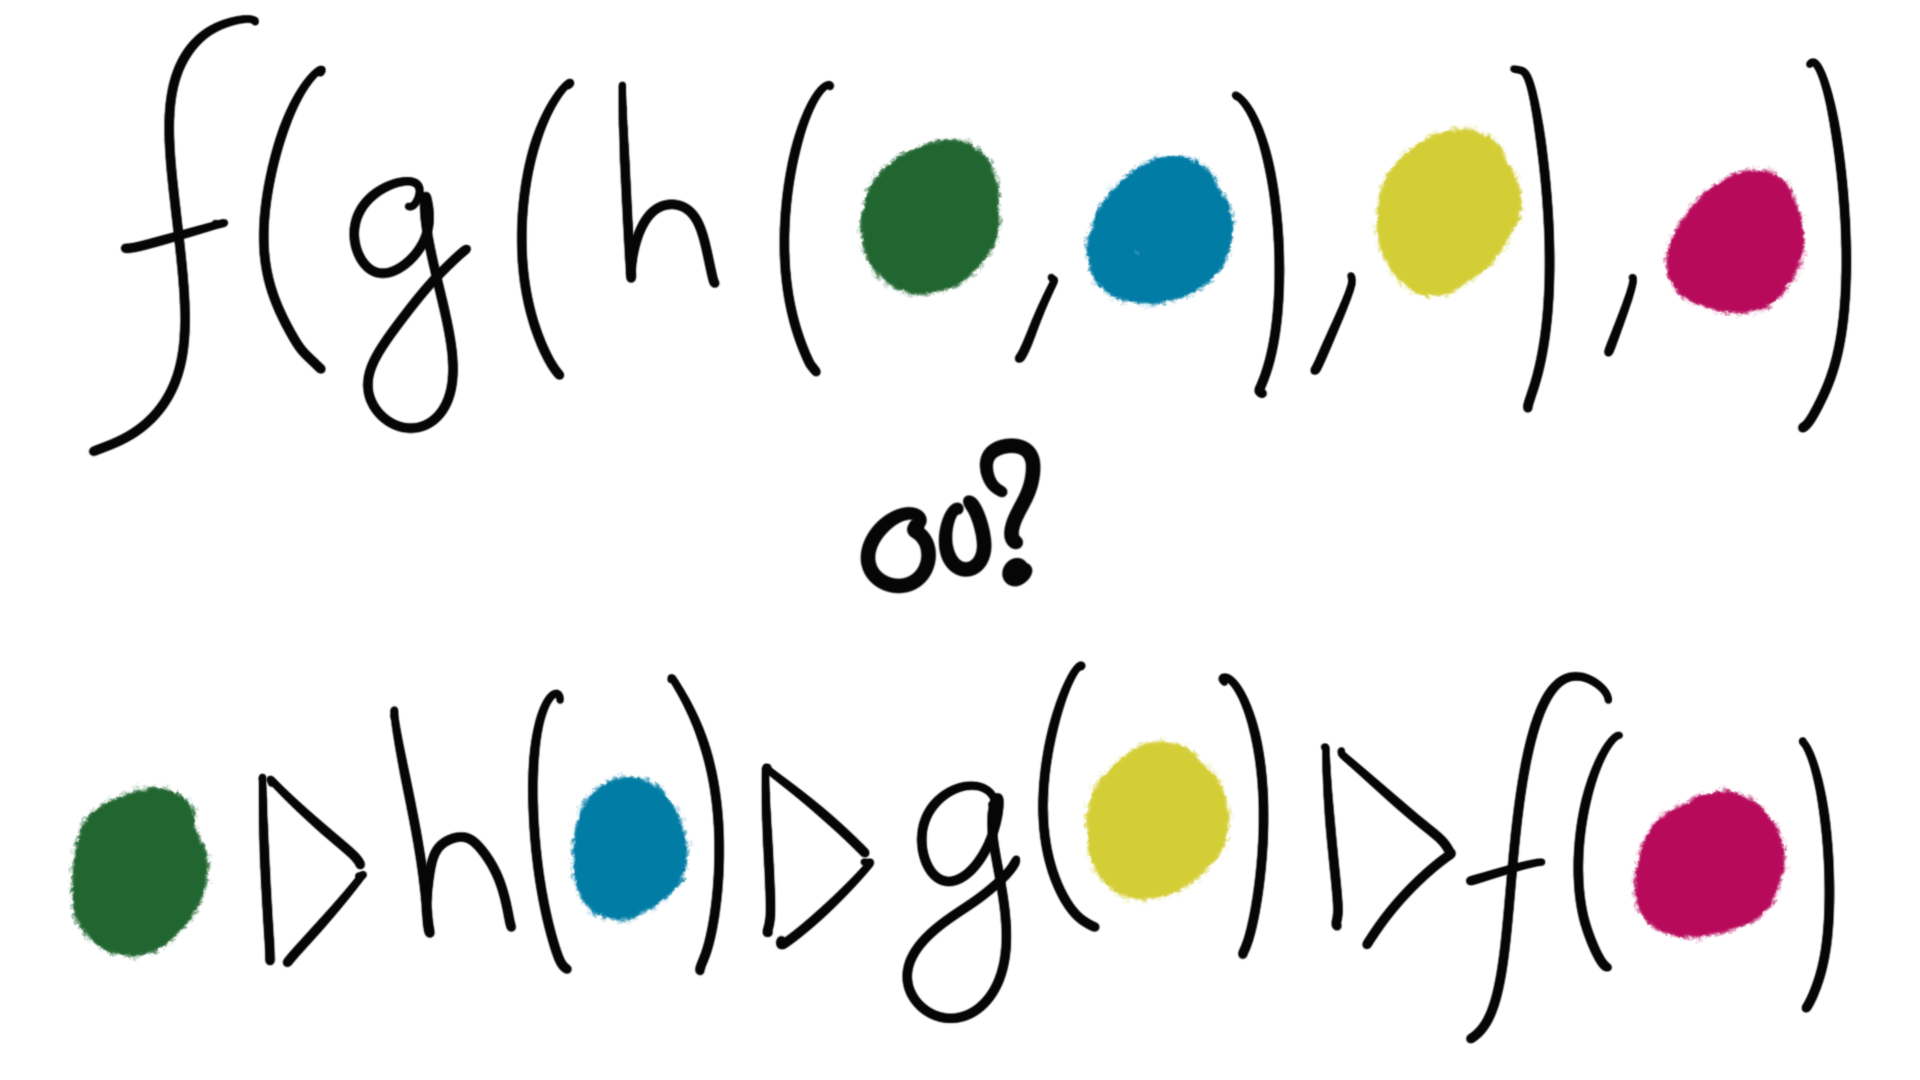 f(g(h( , ), ), )
oo?
▷h( )▷g( )▷f( )